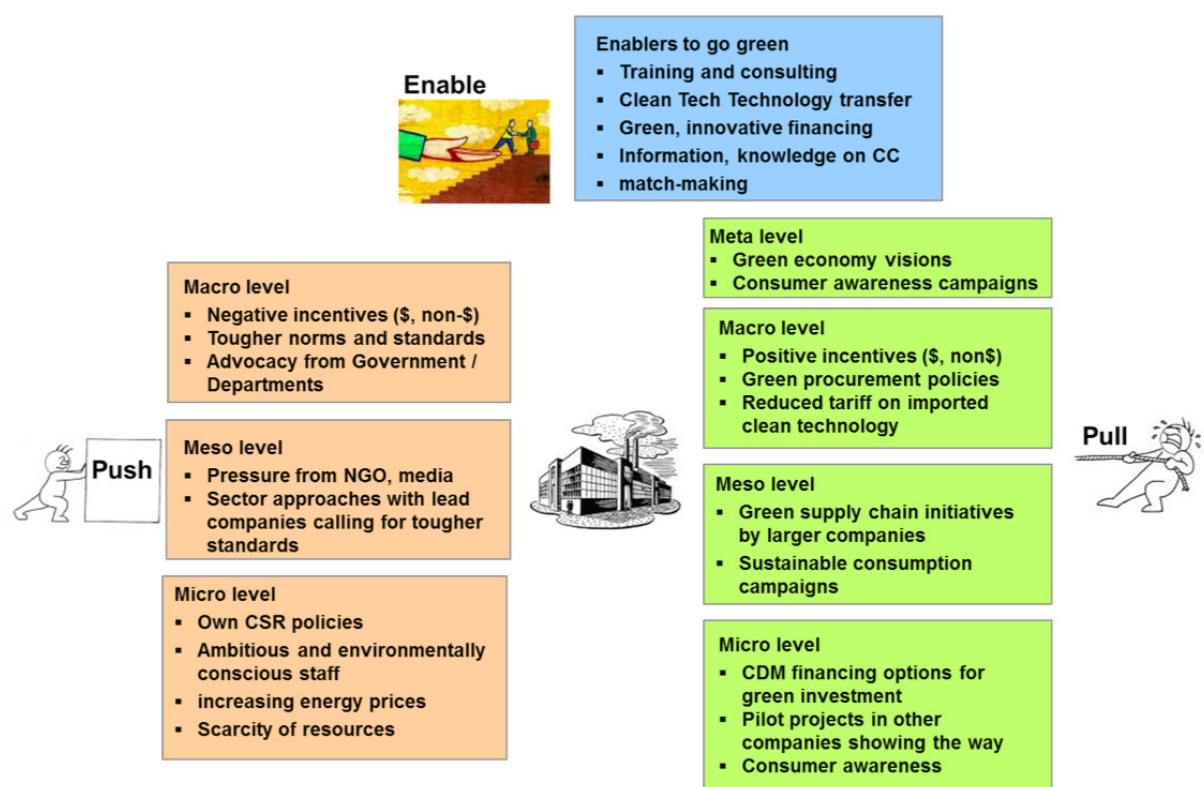 Enable
Enablers to go green
▪ Training and consulting
▪ Clean Tech Technology transfer
▪ Green, innovative financing
▪ Information, knowledge on CC
▪ match-making
Push
Macro level
▪ Negative incentives ($, non-$)
▪ Tougher norms and standards
▪ Advocacy from Government /
Departments
Meso level
▪ Pressure from NGO, media
▪ Sector approaches with lead
companies calling for tougher
standards
Micro level
▪ Own CSR policies
▪ Ambitious and environmentally
conscious staff
▪ increasing energy prices
▪ Scarcity of resources
Meta level
▪ Green economy visions
▪ Consumer awareness campaigns
Macro level
▪ Positive incentives ($, non$)
▪ Green procurement policies
▪ Reduced tariff on imported
clean technology
Meso level
▪ Green supply chain initiatives
by larger companies
▪ Sustainable consumption
campaigns
Micro level
▪ CDM financing options for
green investment
▪ Pilot projects in other
companies showing the way
▪ Consumer awareness
Pull